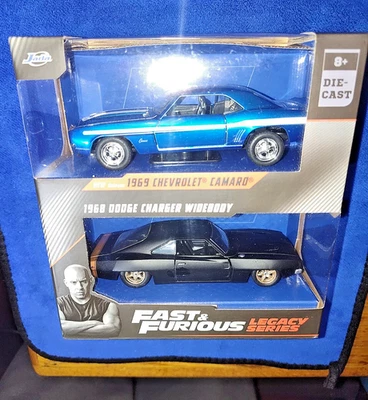 Jada
8+
DIE-
CAST
1969 CHEVROLET CAMARO
1968 DODGE CHARGER WIDEBODY
FAST &
FURIOUS
LEGACY
SERIES